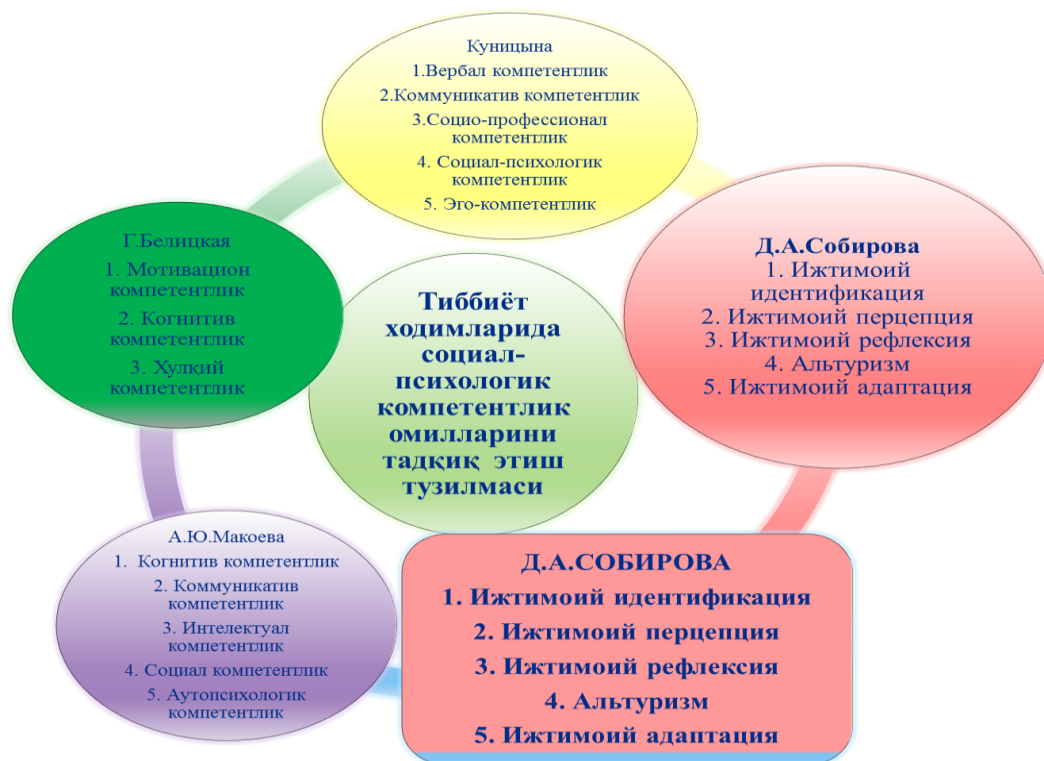 Куницына
1.Вербал компетентлик
2.Коммуникатив компетентлик
3.Социо-профессионал
компетентлик
4. Социал-психологик
компетентлик
5. Эго-компетентлик
Д.А.Собирова
1. Ижтимоий
идентификация
2. Ижтимоий перцепция
3. Ижтимоий рефлексия
4. Альтуризм
5. Ижтимоий адаптация
Г.Белицкая
1. Мотивацион
компетентлик
2. Когнитив
компетентлик
3. Хулқий
компетентлик
Тиббиёт
ходимларида
социал-
психологик
компетентлик
омилларини
тадқиқ этиш
тузилмаси
А.Ю.Макоева
1. Когнитив компетентлик
2. Коммуникатив
компетентлик
3. Интелектуал
компетентлик
4. Социал компетентлик
5. Аутопсихологик
компетентлик
Д.А.СОБИРОВА
1. Ижтимоий идентификация
2. Ижтимоий перцепция
3. Ижтимоий рефлексия
4. Альтуризм
5. Ижтимоий адаптация